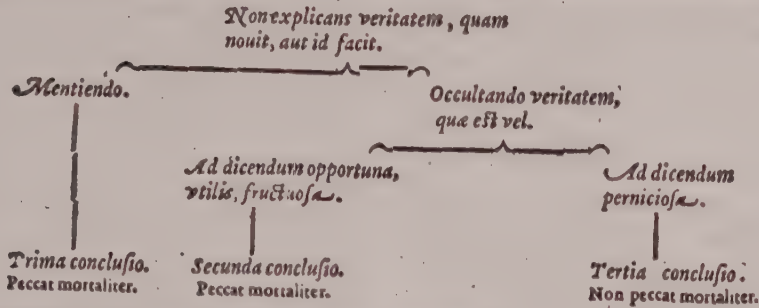 Non explicans veritatem, quam
nouit, aut id facit.
Mentiendo.
Occultando veritatem,
quæ est vel.
Ad dicendum opportuna,
vtilis, fructuosa.
Ad dicendum
perniciosa.
Trima conclusio.
Peccat mortaliter.
Secunda conclusio.
Peccat mortaliter.
Tertia conclusio.
Non peccat mortaliter.